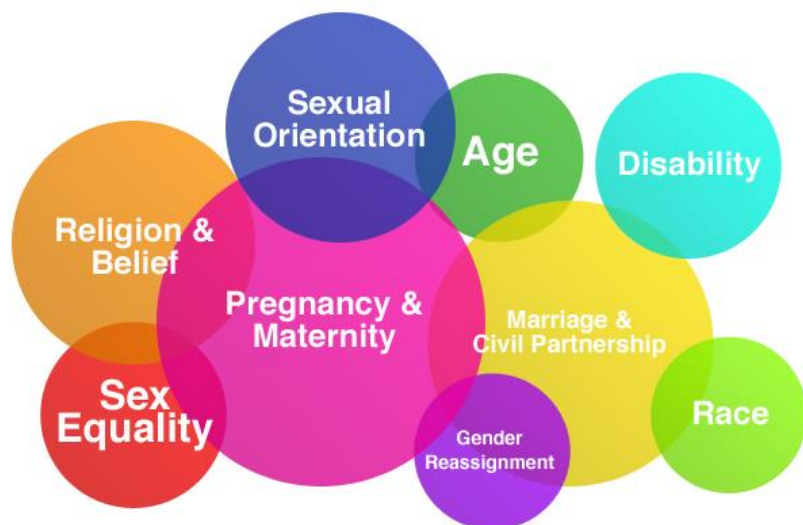 Sexual
Orientation
Age
Disability
Religion &
Belief
Pregnancy &
Maternity
Marriage &
Civil Partnership
Sex
Equality
Race
Gender
Reassignment